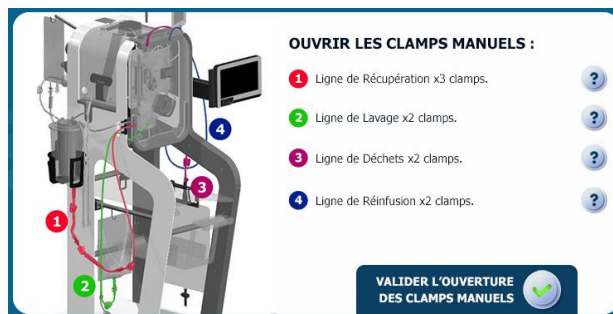 OUVRIR LES CLAMPS MANUELS :
1 Ligne de Récupération x3 clamps. ?
2 Ligne de Lavage x2 clamps. ?
3 Ligne de Déchets x2 clamps. ?
4 Ligne de Réinfusion x2 clamps. ?
4
3
1
2
VALIDER L’OUVERTURE
DES CLAMPS MANUELS